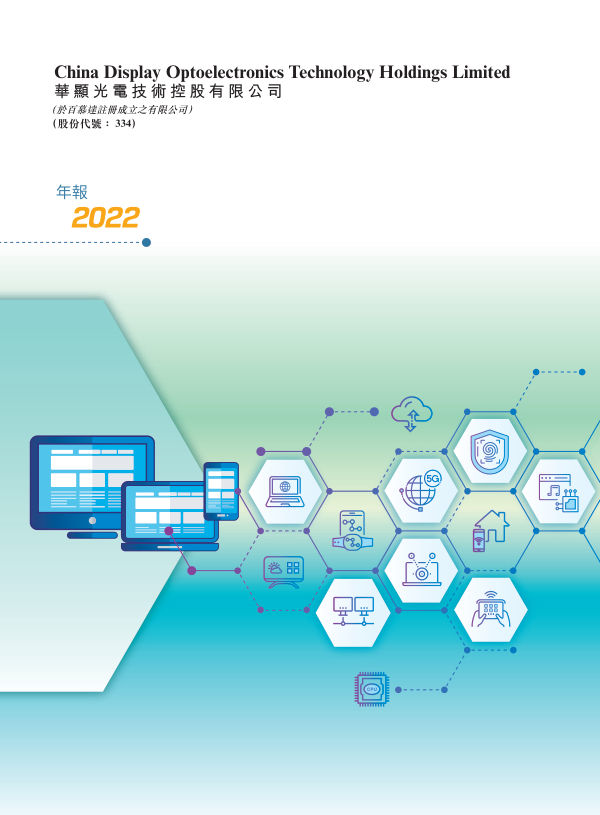 China Display Optoelectronics Technology Holdings Limited
華顯光電技術控股有限公司
(於百慕達註冊成立之有限公司)
(股份代號：334)
年報
2022
5G
CPU